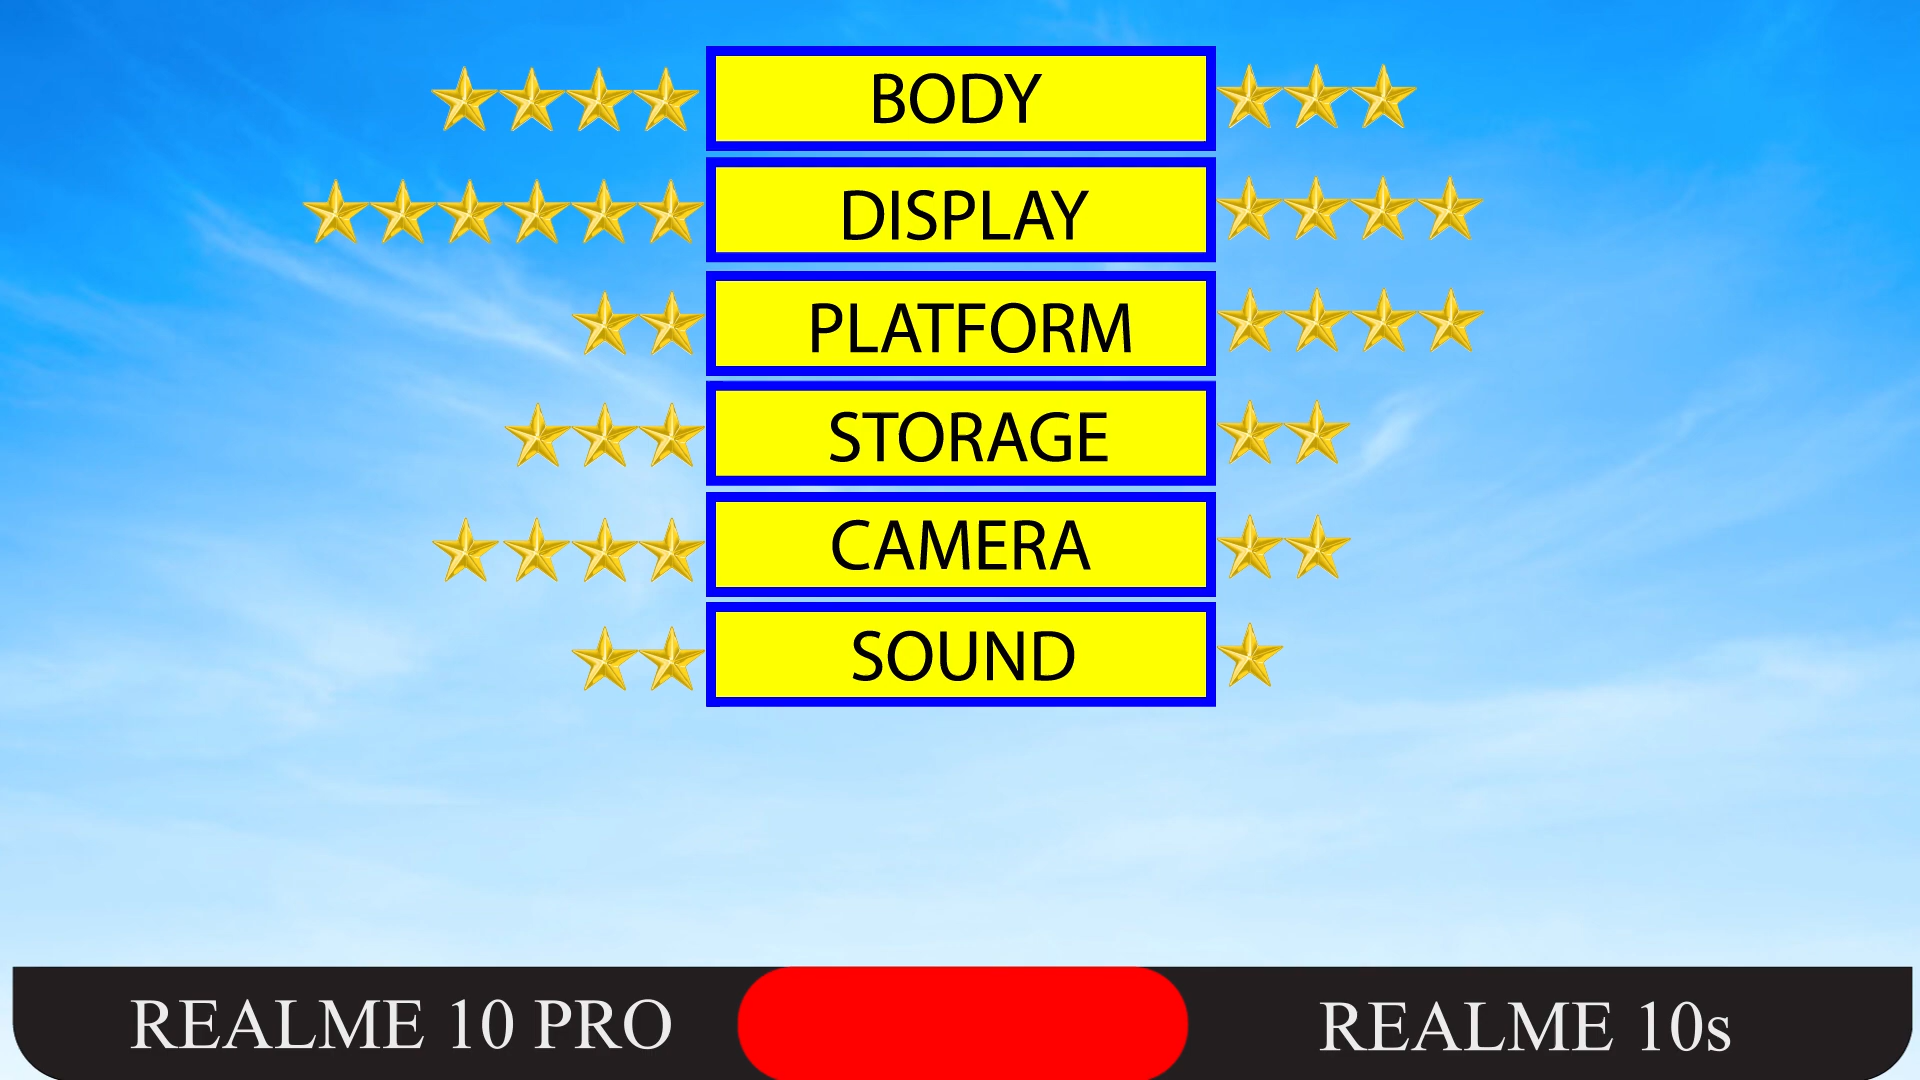 BODY
DISPLAY
PLATFORM
STORAGE
CAMERA
SOUND
REALME 10 PRO
REALME 10s